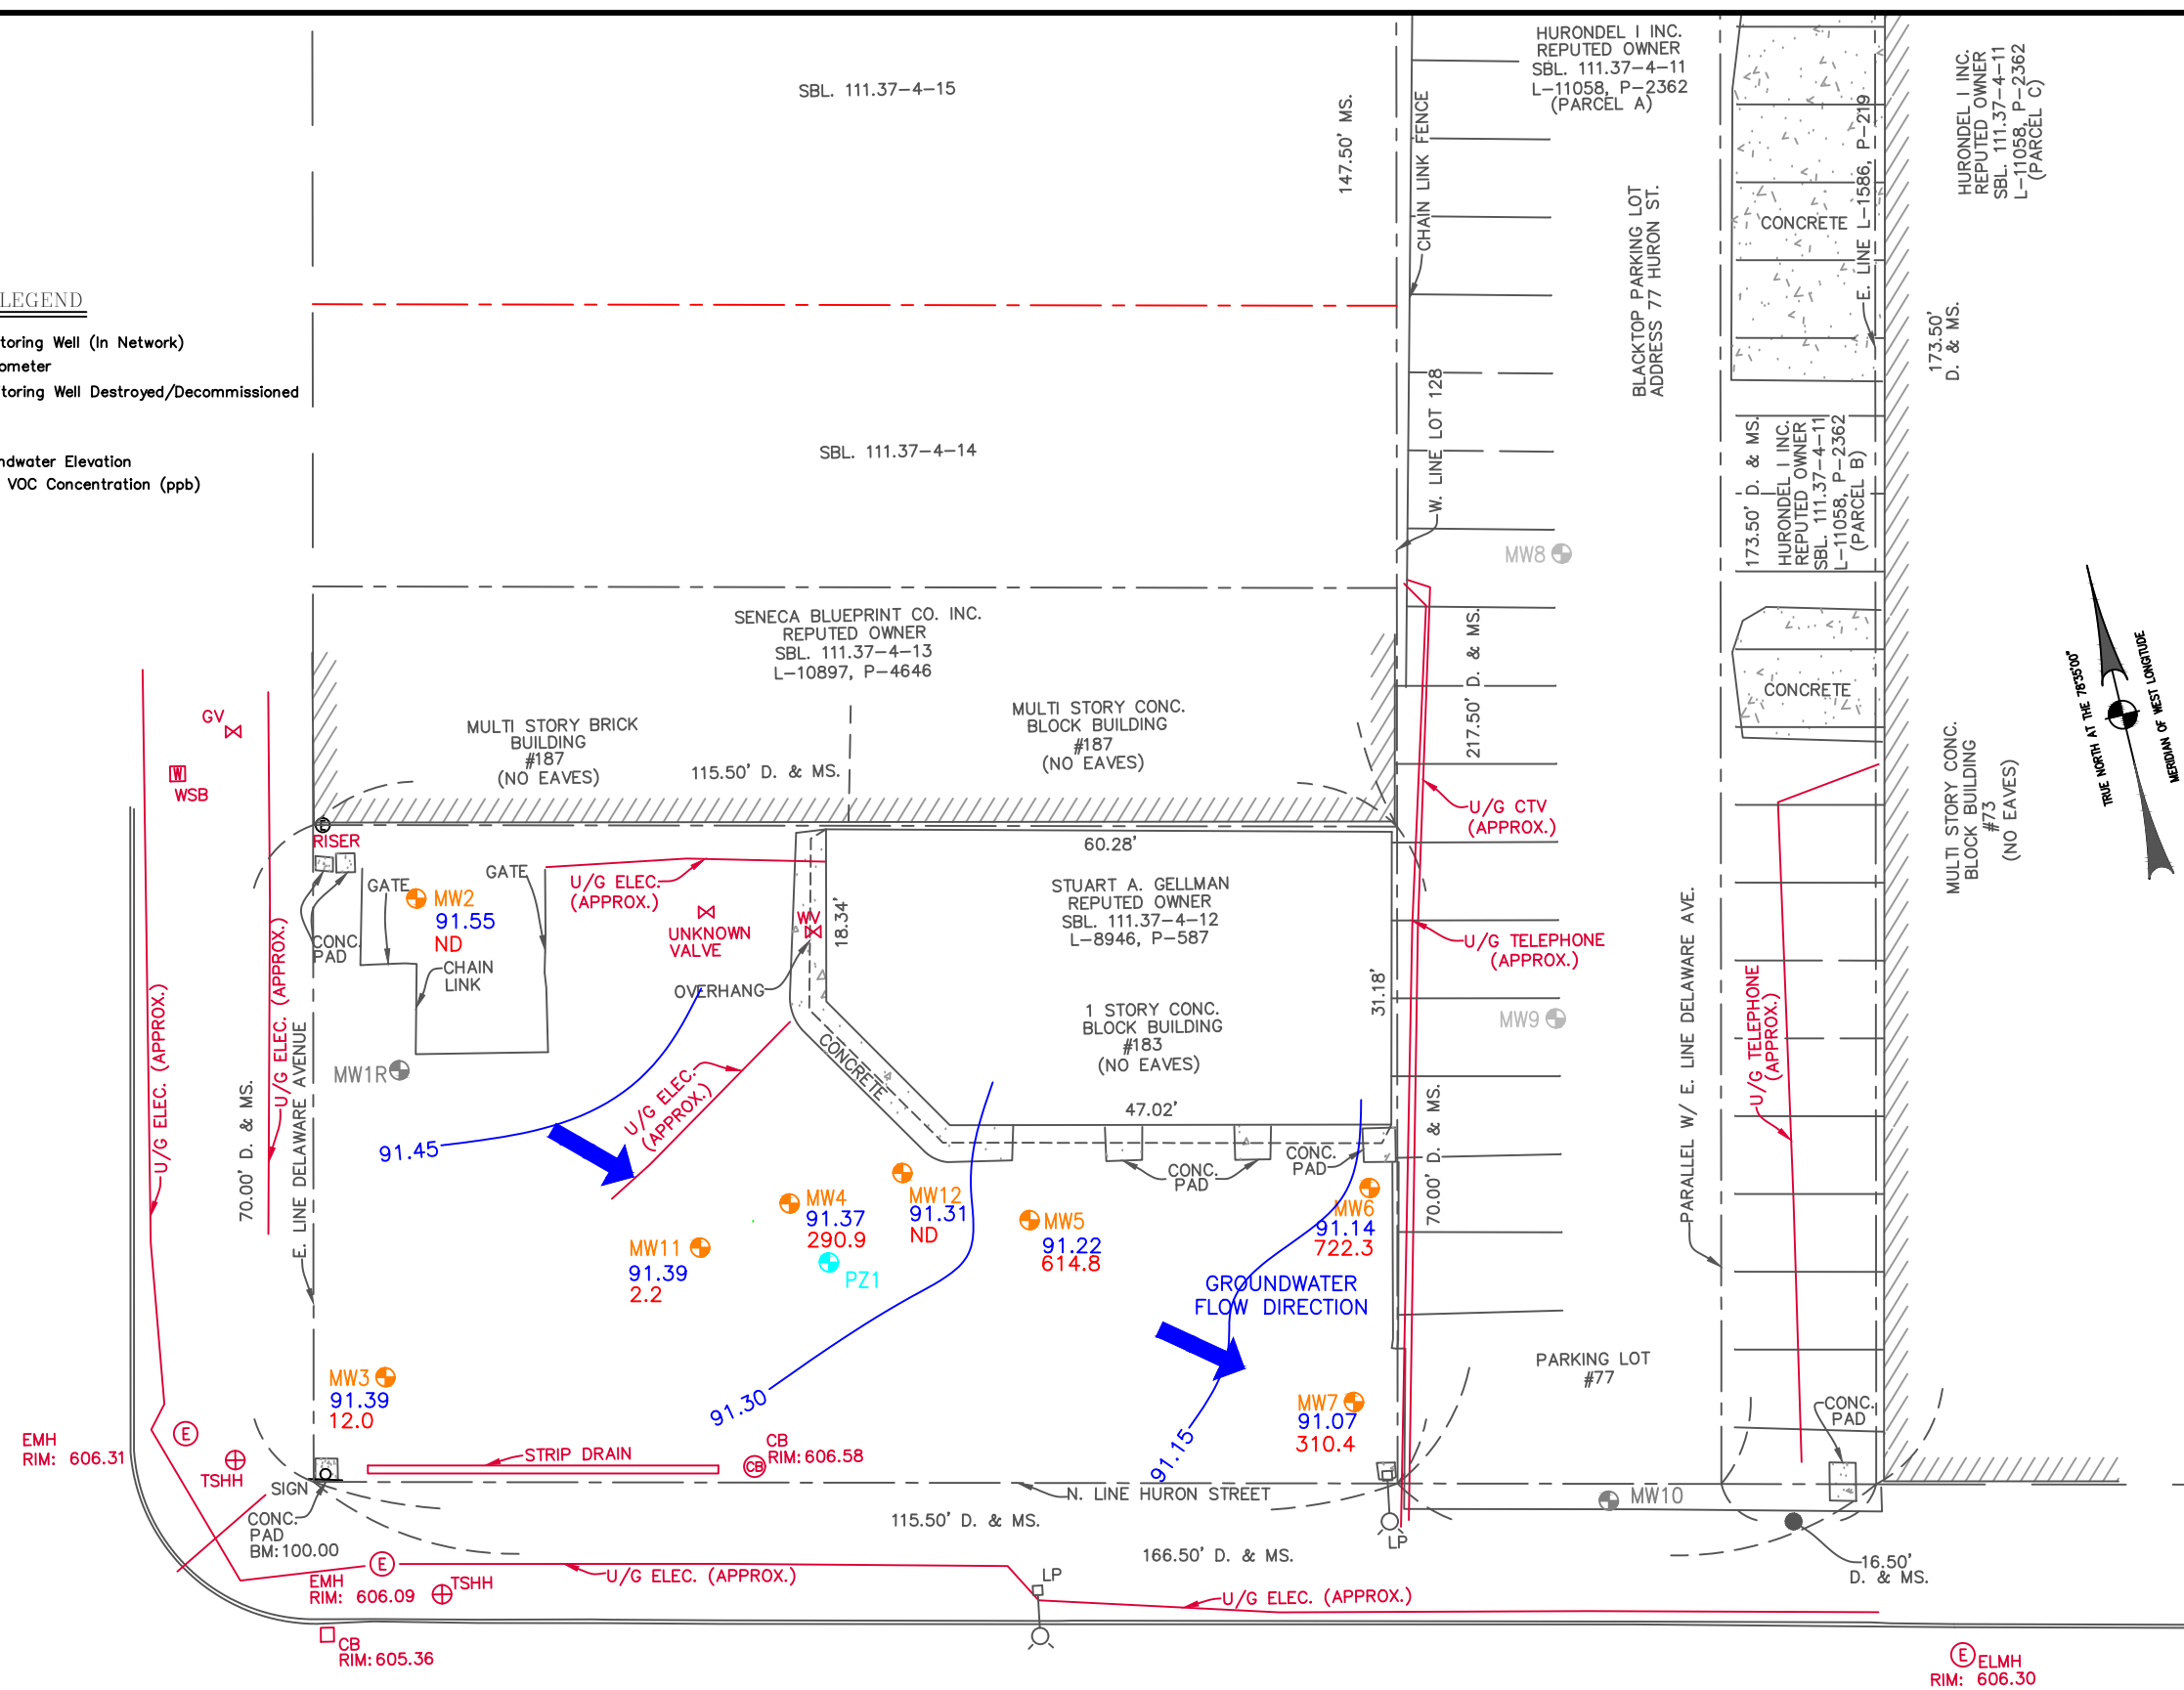 SBL. 111.37-4-15
147.50' MS.
CHAIN LINK FENCE
HURONDEL I INC.
REPUTED OWNER
SBL. 111.37-4-11
L-11058, P-2362
(PARCEL A)
BLACKTOP PARKING LOT
ADDRESS 77 HURON ST.
CONCRETE
E. LINE L-1586, P-219
HURONDEL I INC.
REPUTED OWNER
SBL. 111.37-4-11
L-11058, P-2362
(PARCEL C)
173.50'
D. & MS.
LEGEND
toring Well (In Network)
ometer
toring Well Destroyed/Decommissioned
ndwater Elevation
VOC Concentration (ppb)
SBL. 111.37-4-14
W. LINE LOT 128
173.50' D. & MS.
HURONDEL I INC.
REPUTED OWNER
SBL. 111.37-4-11
L-11058, P-2362
(PARCEL B)
MW8
SENECA BLUEPRINT CO. INC.
REPUTED OWNER
SBL. 111.37-4-13
L-10897, P-4646
MULTI STORY BRICK
BUILDING
#187
(NO EAVES)
115.50' D. & MS.
MULTI STORY CONC.
BLOCK BUILDING
#187
(NO EAVES)
217.50' D. & MS.
CONCRETE
TRUE NORTH AT THE 78°35'00"
MERIDIAN OF WEST LONGITUDE
MULTI STORY CONC.
BLOCK BUILDING
#73
(NO EAVES)
GV
W
WSB
E
RISER
U/G CTV
(APPROX.)
60.28'
GATE
GATE
MW2
91.55
ND
CONC.
PAD
CHAIN
LINK
U/G ELEC.
(APPROX.)
UNKNOWN
VALVE
WV
18.34'
OVERHANG
STUART A. GELLMAN
REPUTED OWNER
SBL. 111.37-4-12
L-8946, P-587
U/G TELEPHONE
(APPROX.)
31.18'
1 STORY CONC.
BLOCK BUILDING
#183
(NO EAVES)
MW9
PARALLEL W/ E. LINE DELAWARE AVE.
U/G TELEPHONE
(APPROX.)
U/G ELEC. (APPROX.)
U/G ELEC. (APPROX.)
70.00' D. & MS.
E. LINE DELAWARE AVENUE
MW1R
91.45
U/G ELEC.
(APPROX.)
CONCRETE
47.02'
CONC.
PAD
CONC.
PAD
70.00' D. & MS.
MW4
91.37
290.9
MW12
91.31
ND
MW5
91.22
614.8
MW6
91.14
722.3
MW11
91.39
2.2
PZ1
GROUNDWATER
FLOW DIRECTION
MW3
91.39
12.0
91.30
91.15
MW7
91.07
310.4
PARKING LOT
#77
CONC.
PAD
EMH
RIM: 606.31
E
TSHH
STRIP DRAIN
CB
CB
RIM: 606.58
SIGN
N. LINE HURON STREET
MW10
CONC.
PAD
BM:100.00
115.50' D. & MS.
166.50' D. & MS.
LP
16.50'
D. & MS.
E
EMH
RIM: 606.09
TSHH
U/G ELEC. (APPROX.)
LP
U/G ELEC. (APPROX.)
CB
RIM: 605.36
E
ELMH
RIM: 606.30